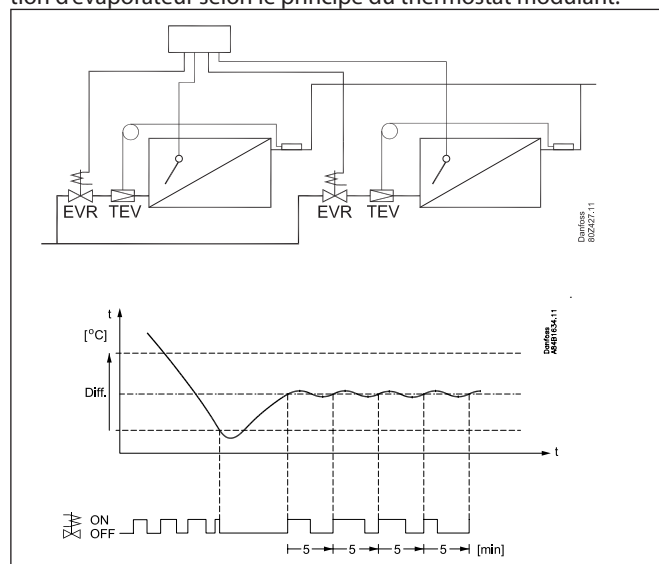 tion d'évaporateur selon le principe du thermostat modulant.
EVR TEV EVR TEV
Danfoss
80Z427.11
t
[°C]
Diff.
Danfoss
A84B1634.11
t
ON
OFF
5 5 5 5 [min]